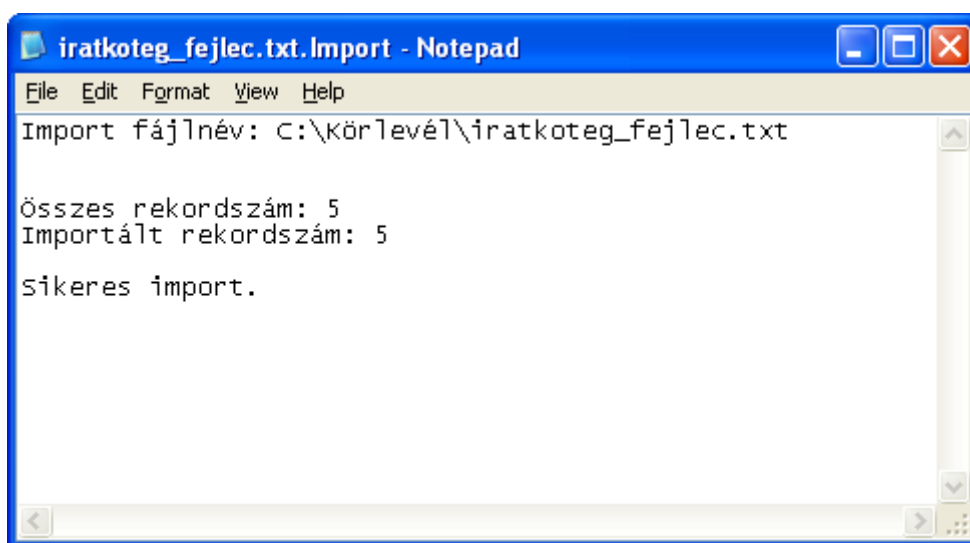 iratkoteg_fejlec.txt.Import - Notepad
File Edit Format View Help
Import fájlnév: C:\Körlevél\iratkoteg_fejlec.txt
Összes rekordszám: 5
Importált rekordszám: 5
Sikeres import.